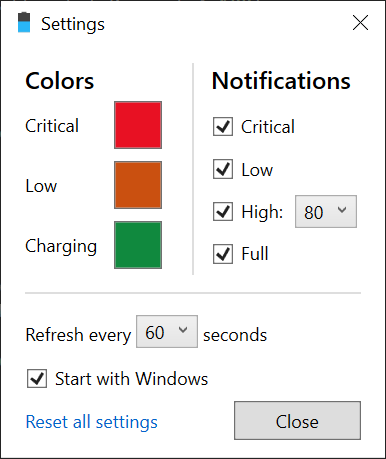 Settings
Colors
Critical
Low
Charging
Notifications
Critical
Low
High: 80
Full
Refresh every 60 seconds
Start with Windows
Reset all settings
Close